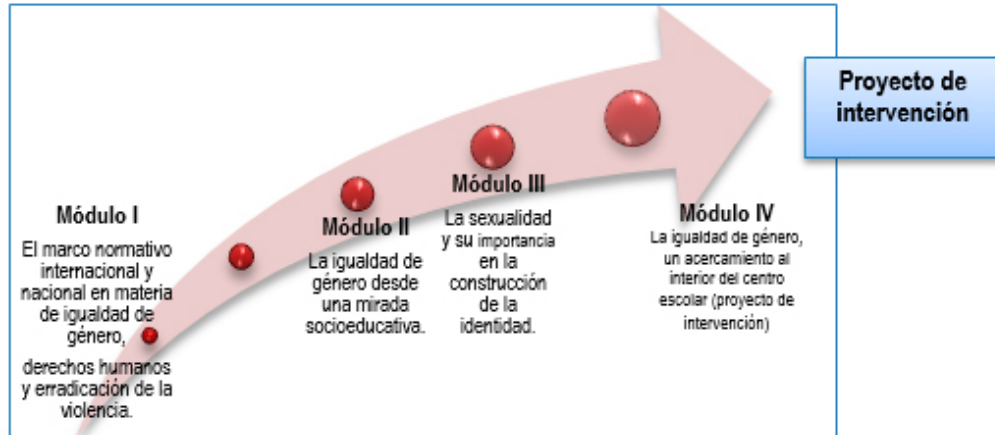 Proyecto de
intervención
Módulo I
El marco normativo
internacional y
nacional en materia
de igualdad de
género,
derechos humanos
y erradicación de la
violencia.
Módulo II
La igualdad de
género desde
una mirada
socioeducativa.
Módulo III
La sexualidad
y su importancia
en la
construcción
de la
identidad.
Módulo IV
La igualdad de género,
un acercamiento al
interior del centro
escolar (proyecto de
intervención)